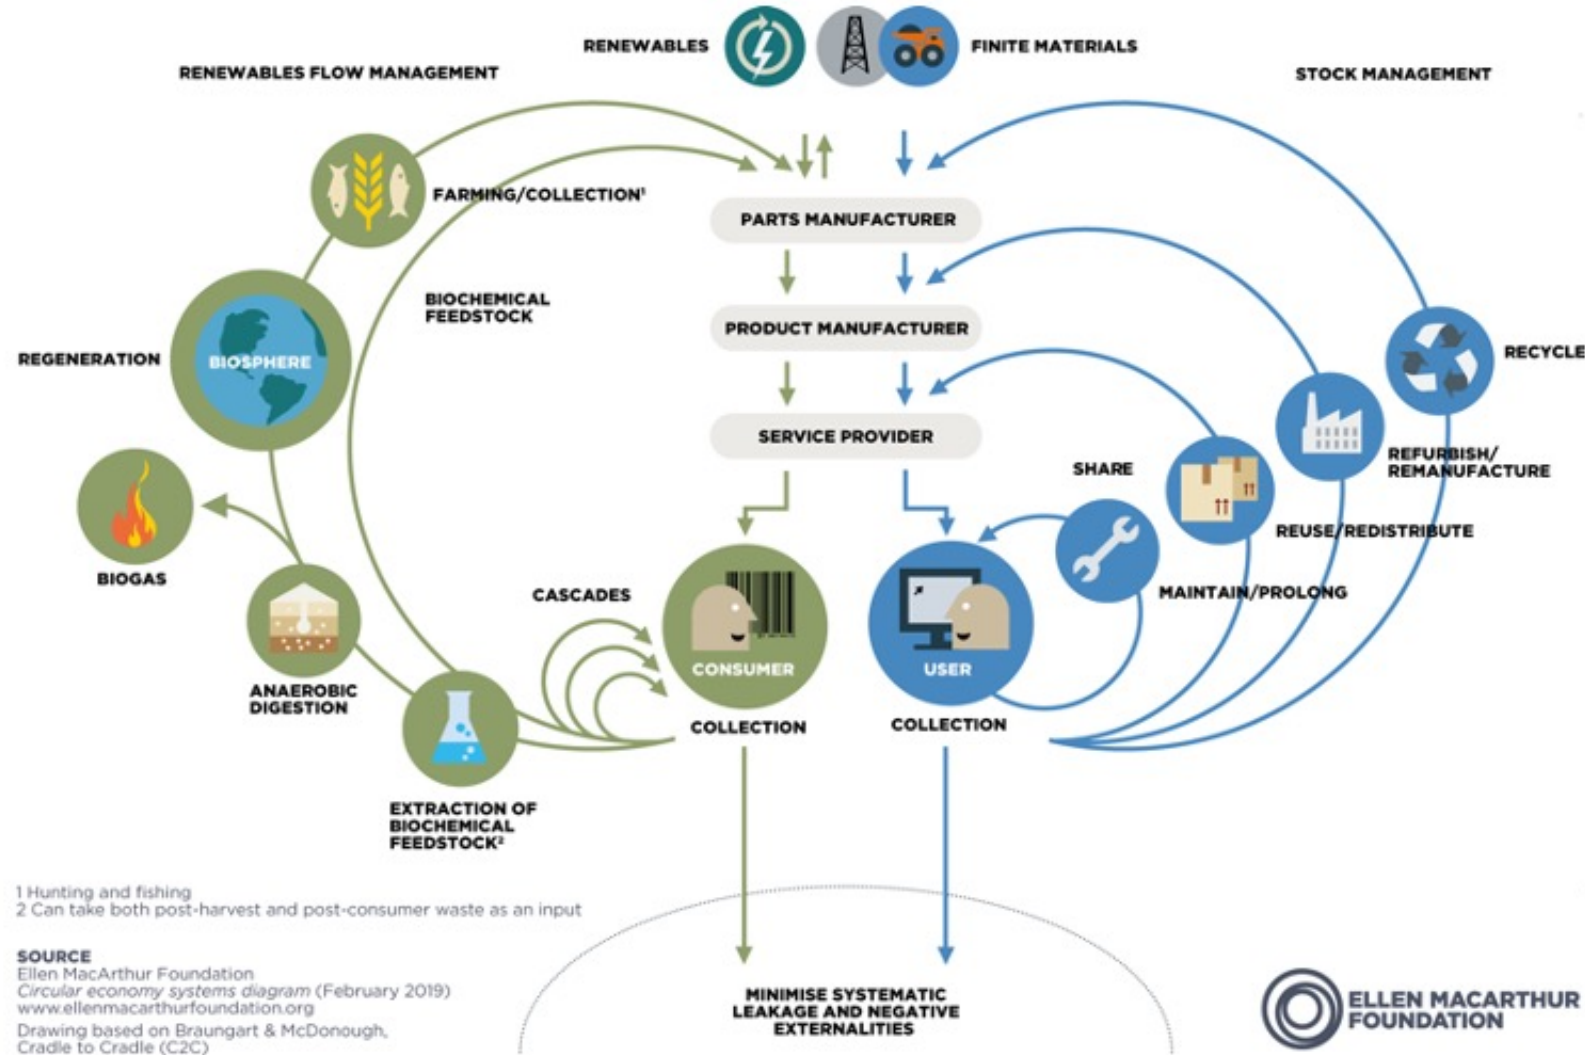 RENEWABLES
FINITE MATERIALS
RENEWABLES FLOW MANAGEMENT
STOCK MANAGEMENT
FARMING/COLLECTION¹
PARTS MANUFACTURER
BIOCHEMICAL
FEEDSTOCK
PRODUCT MANUFACTURER
REGENERATION
BIOSPHERE
RECYCLE
SERVICE PROVIDER
SHARE
REFURBISH/
REMANUFACTURE
REUSE/REDISTRIBUTE
BIOGAS
CASCADES
MAINTAIN/PROLONG
CONSUMER
USER
ANAEROBIC
DIGESTION
COLLECTION
COLLECTION
EXTRACTION OF
BIOCHEMICAL
FEEDSTOCK²
1 Hunting and fishing
2 Can take both post-harvest and post-consumer waste as an input
SOURCE
Ellen MacArthur Foundation
Circular economy systems diagram (February 2019)
www.ellenmacarthurfoundation.org
Drawing based on Braungart & McDonough,
Cradle to Cradle (C2C)
MINIMISE SYSTEMATIC
LEAKAGE AND NEGATIVE
EXTERNALITIES
ELLEN MACARTHUR
FOUNDATION